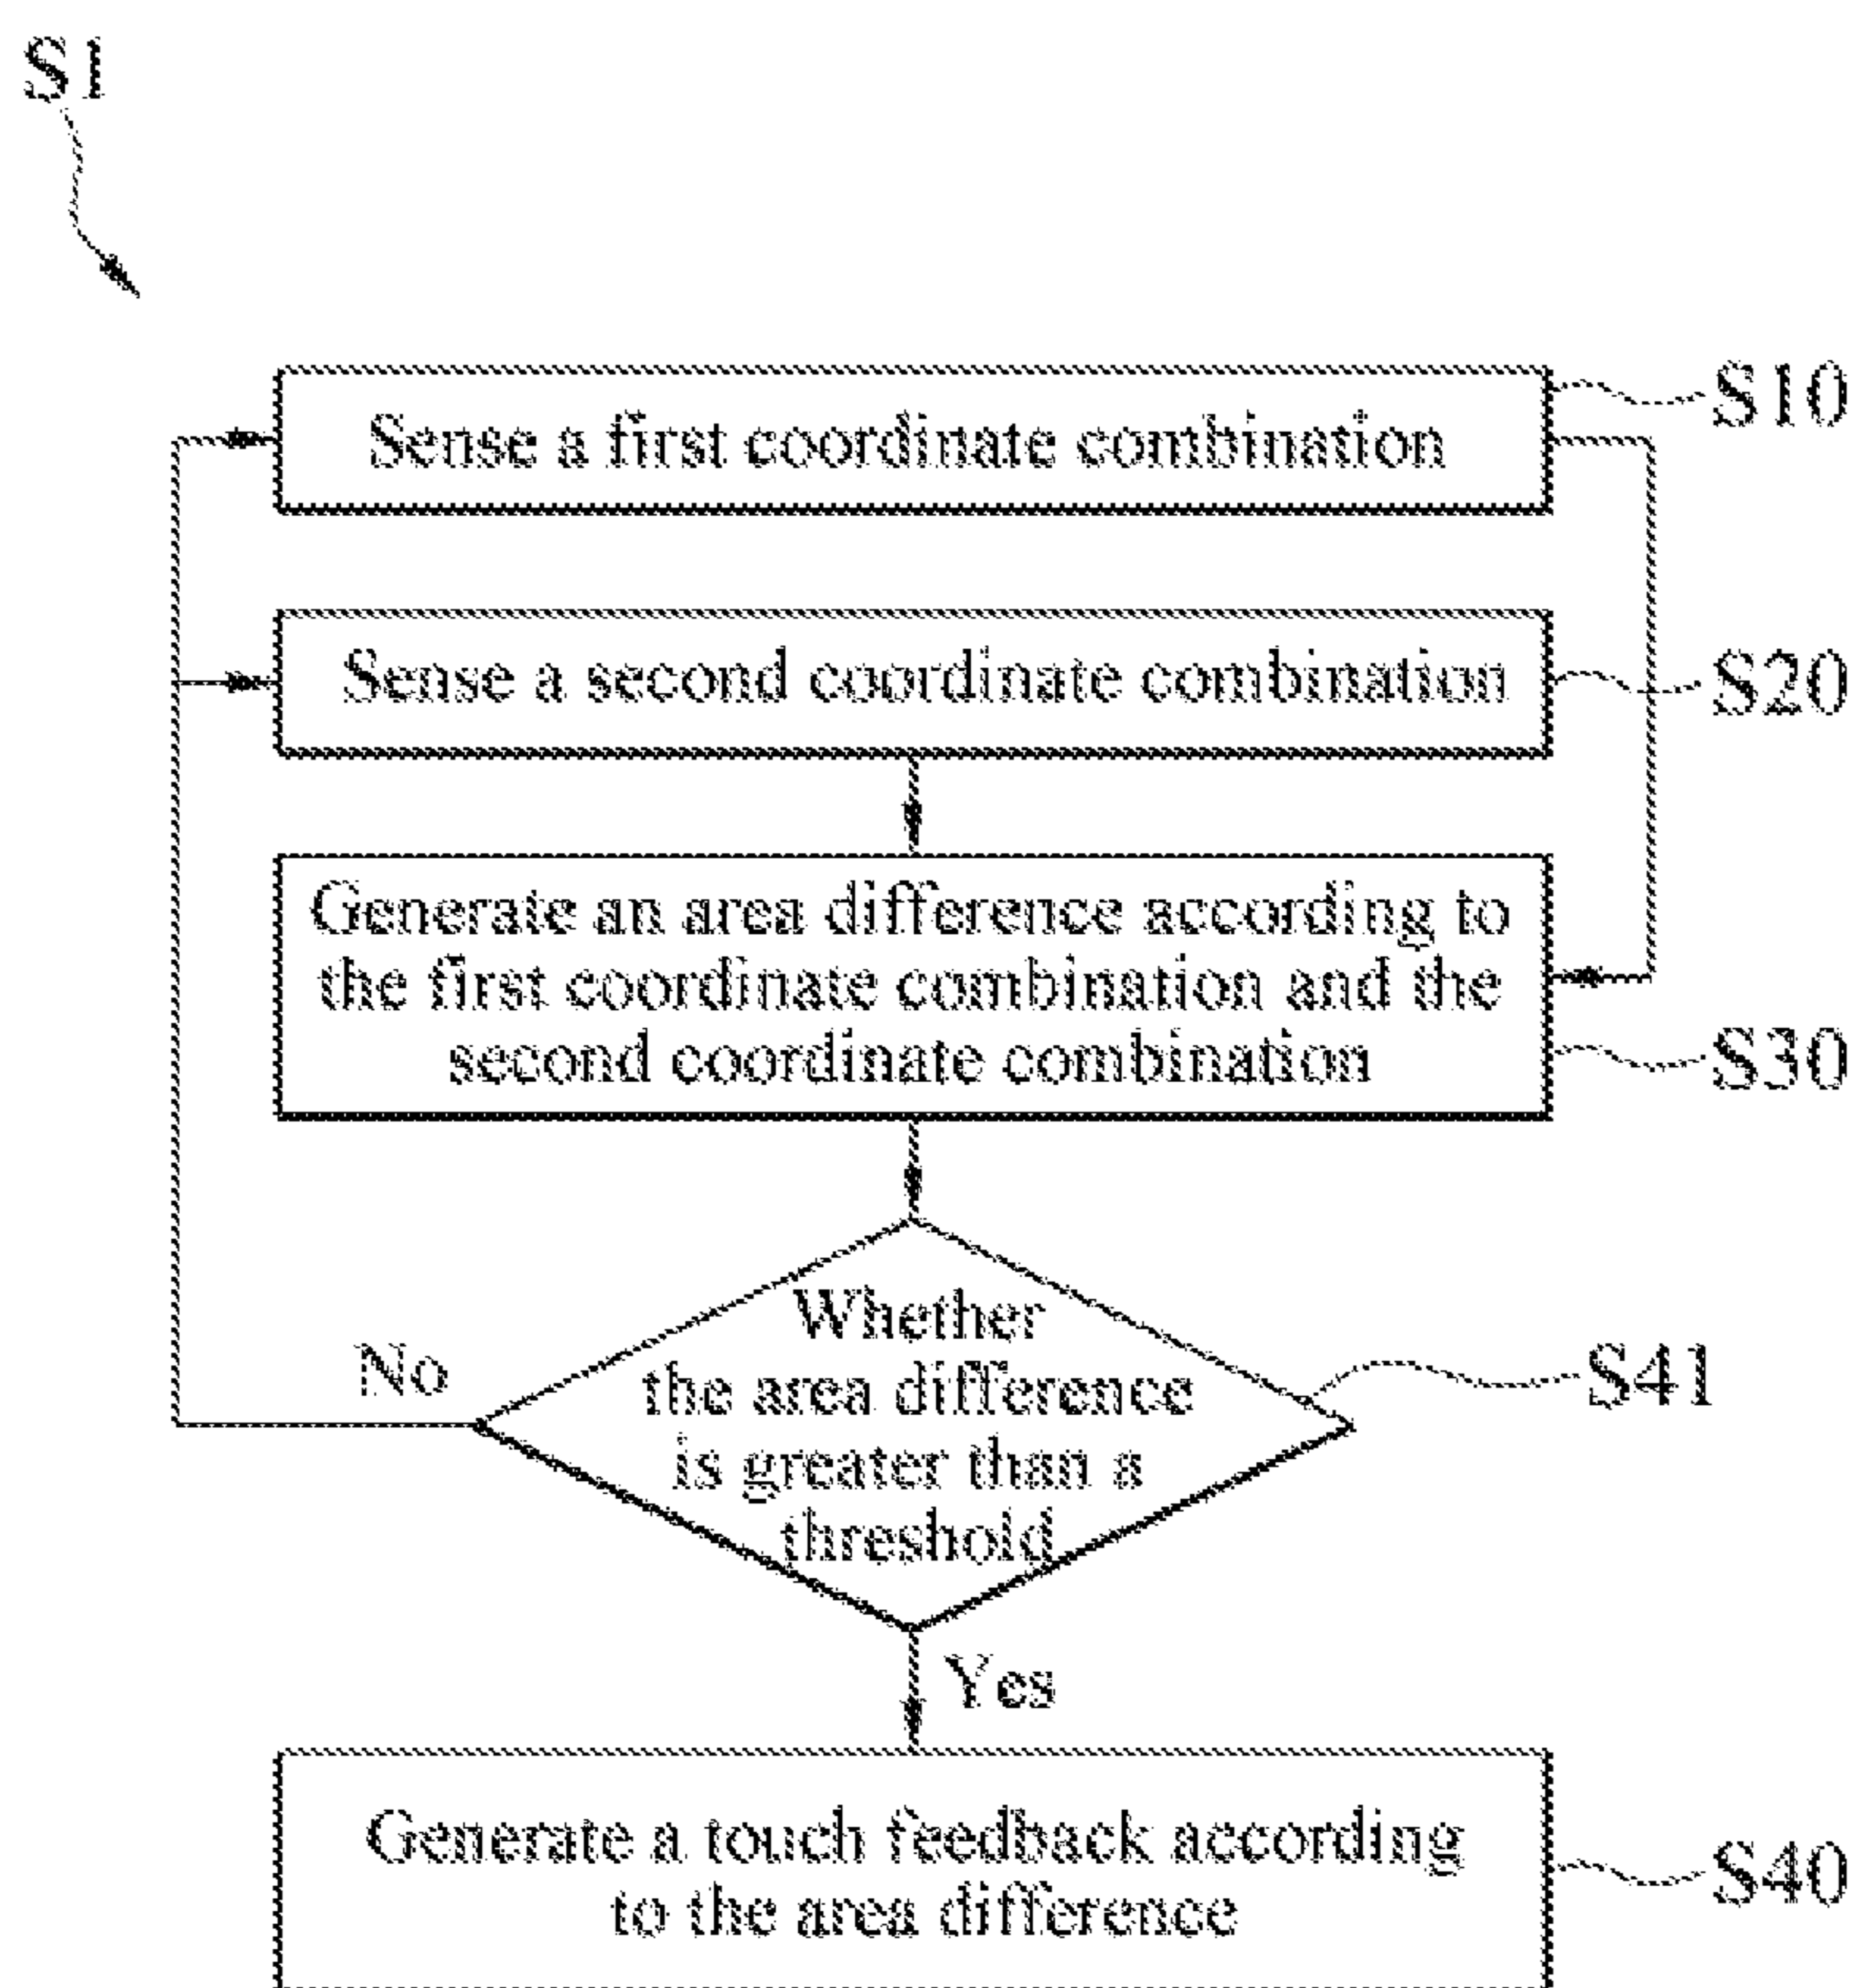 S1
Sense a first coordinate combination
S10
Sense a second coordinate combination
S20
Generate an area difference according to
the first coordinate combination and the
second coordinate combination
S30
Whether
the area difference
is greater than a
threshold
S41
No
Yes
Generate a touch feedback according
to the area difference
S40